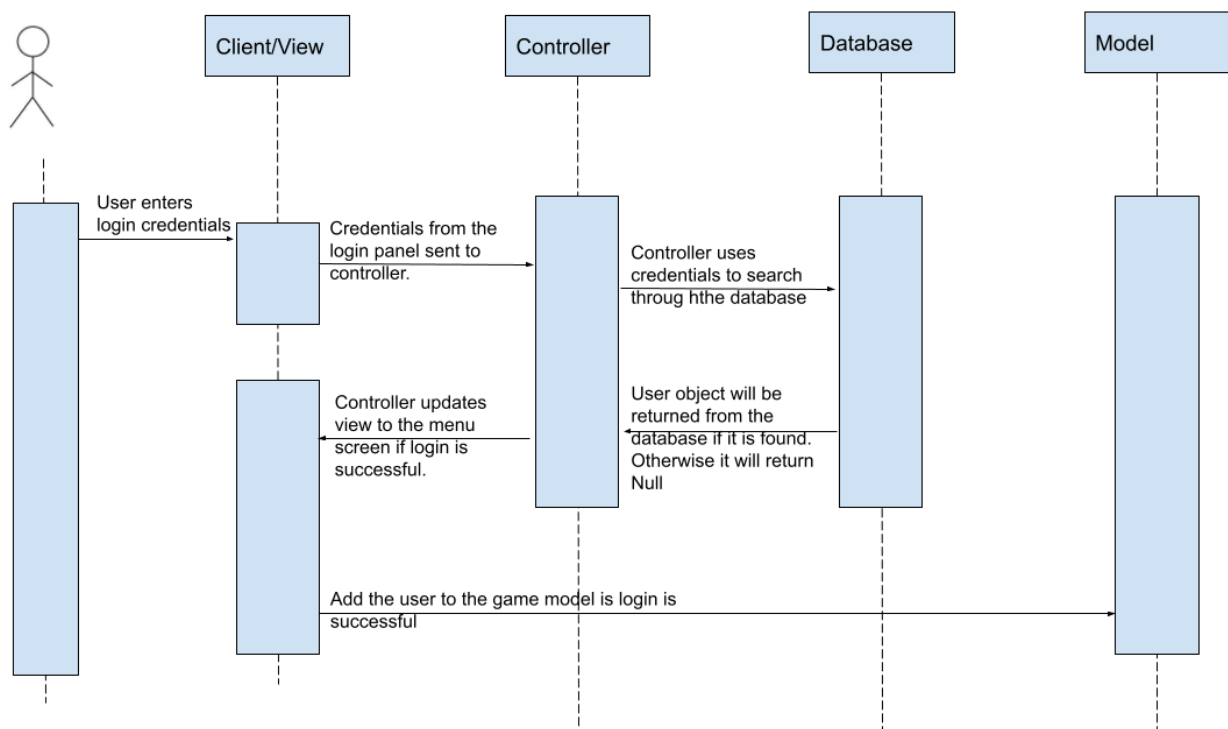 Client/View
Controller
Database
Model
User enters
login credentials
Credentials from the
login panel sent to
controller.
Controller uses
credentials to search
throug hthe database
User object will be
returned from the
database if it is found.
Otherwise it will return
Null
Controller updates
view to the menu
screen if login is
successful.
Add the user to the game model is login is
successful